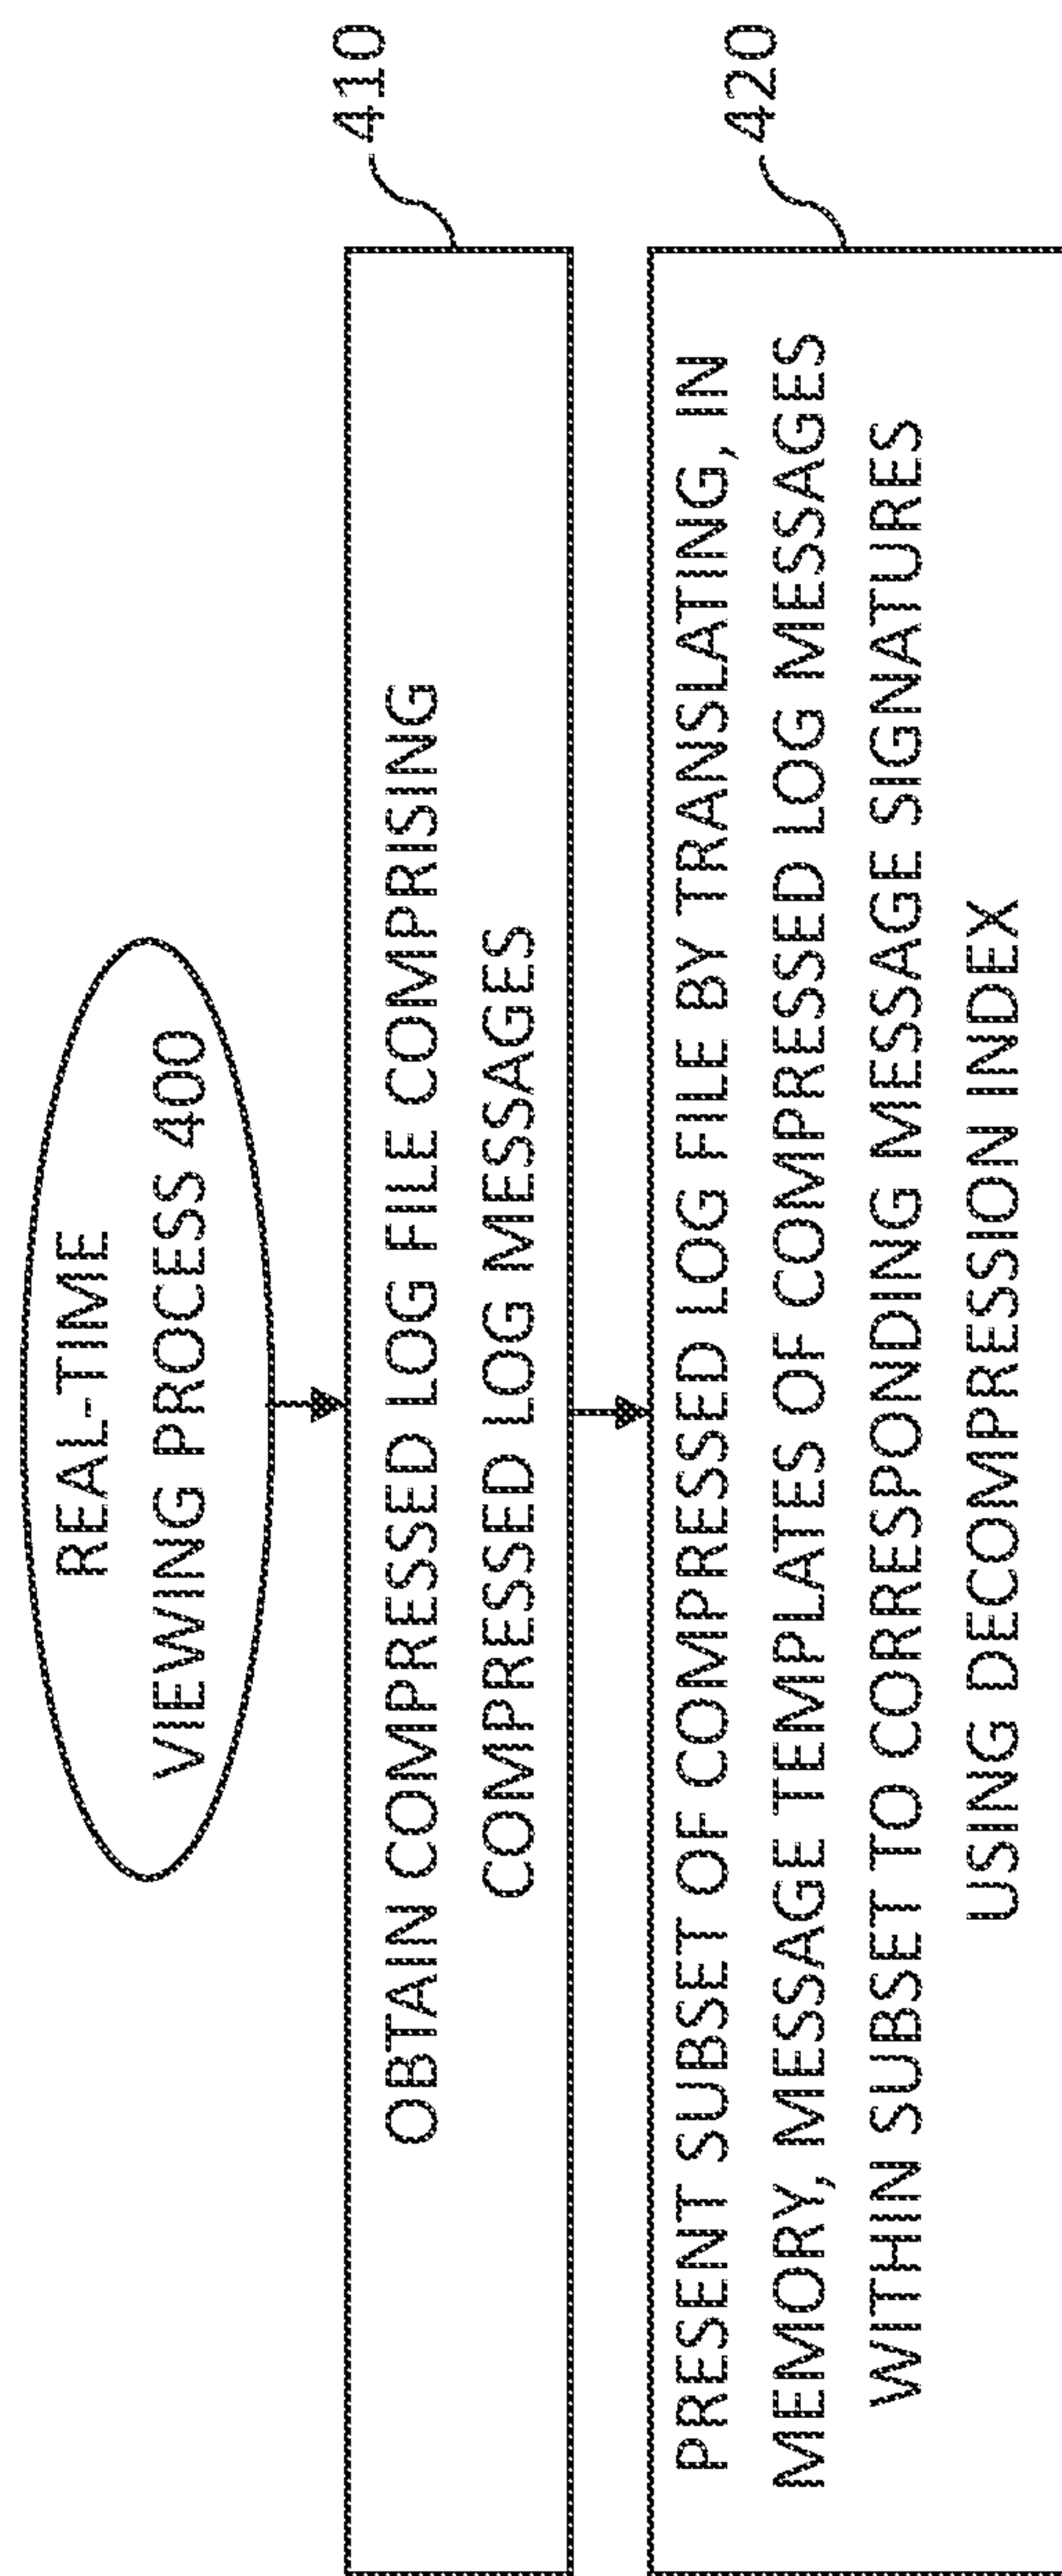 REAL-TIME
VIEWING PROCESS 400
410
OBTAIN COMPRESSED LOG FILE COMPRISING
COMPRESSED LOG MESSAGES
420
PRESENT SUBSET OF COMPRESSED LOG FILE BY TRANSLATING, IN
MEMORY, MESSAGE TEMPLATES OF COMPRESSED LOG MESSAGES
WITHIN SUBSET TO CORRESPONDING MESSAGE SIGNATURES
USING DECOMPRESSION INDEX